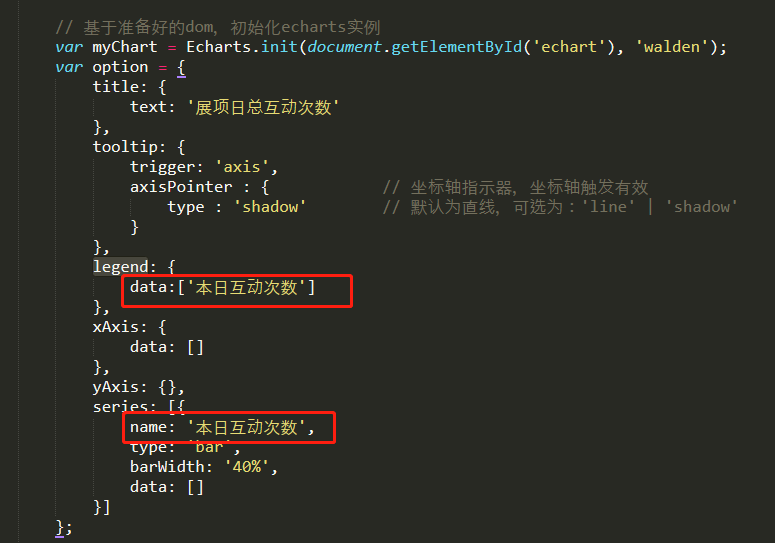 // 基于准备好的dom, 初始化echarts实例
var myChart = Echarts.init(document.getElementById('echart'), 'walden');
var option = {
title: {
text: '展项日总互动次数'
},
tooltip: {
trigger: 'axis',
axisPointer : { // 坐标轴指示器, 坐标轴触发有效
type : 'shadow' // 默认为直线, 可选为:'line' | 'shadow'
}
},
legend: {
data:['本日互动次数']
},
xAxis: {
data: []
},
yAxis: {},
series: [{
name: '本日互动次数',
type: 'bar',
barWidth: '40%',
data: []
}]
};